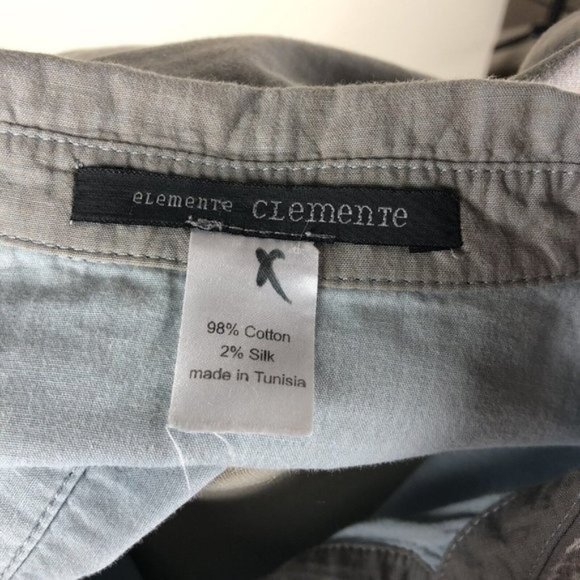 eLemenTe CLemenTe
X
98% Cotton
2% Silk
made in Tunisia